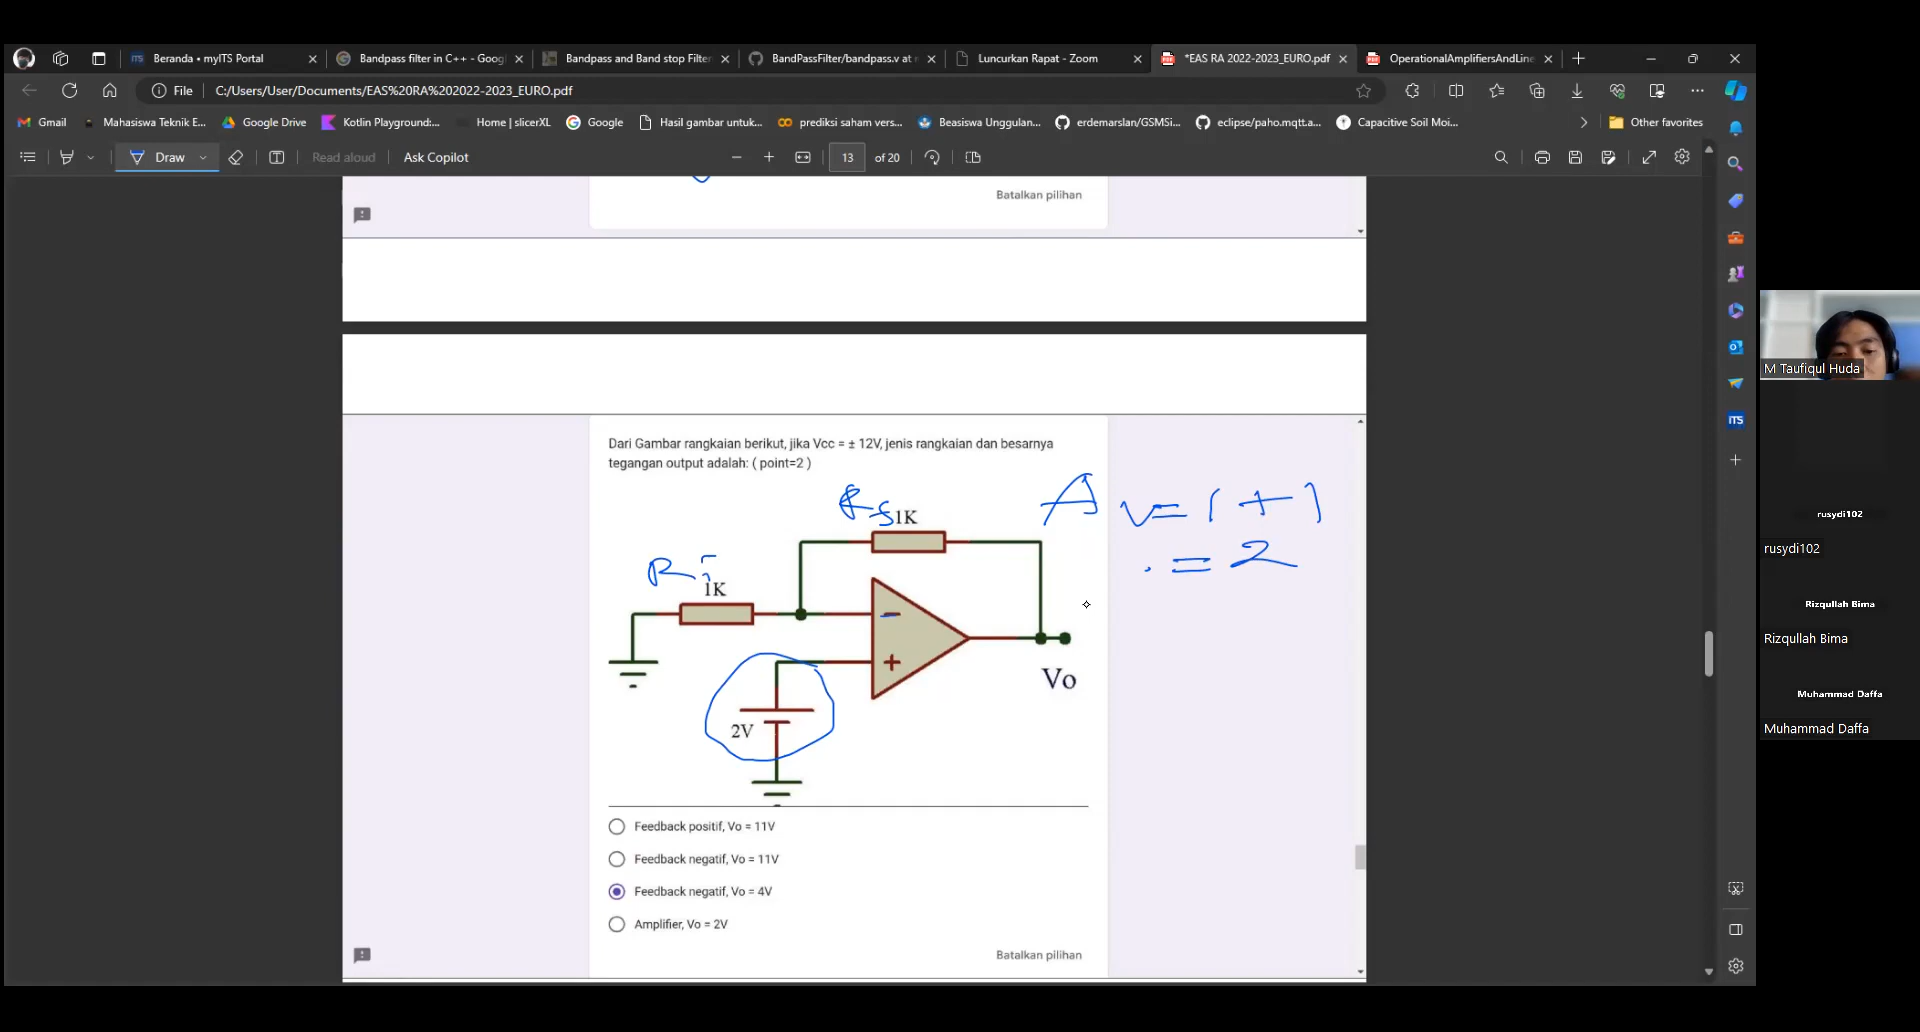 Beranda • myITS Portal
Bandpass filter in C++ - Goog
Bandpass and Band stop Filter
BandPassFilter/bandpass.v at
Luncurkan Rapat - Zoom
*EAS RA 2022-2023_EURO.pdf
OperationalAmplifiersAndLine
File
C:/Users/User/Documents/EAS%20RA%202022-2023_EURO.pdf
Gmail
Mahasiswa Teknik E...
Google Drive
Kotlin Playground:...
Home | slicerXL
Google
Hasil gambar untuk...
prediksi saham vers...
Beasiswa Unggulan...
erdemarslan/GSMSi...
eclipse/paho.mqtt.a...
Capacitive Soil Moi...
Other favorites
Draw
Read aloud
Ask Copilot
13
of 20
Batalkan pilihan
Dari Gambar rangkaian berikut, jika Vcc = ± 12V, jenis rangkaian dan besarnya
tegangan output adalah: ( point=2 )
Rf
1K
Av = 1 + 1
= 2
Ri
1K
-
+
Vo
2V
Feedback positif, Vo = 11V
Feedback negatif, Vo = 11V
Feedback negatif, Vo = 4V
Amplifier, Vo = 2V
Batalkan pilihan
ITS
M Taufiqul Huda
rusydi102
rusydi102
Rizqullah Bima
Rizqullah Bima
Muhammad Daffa
Muhammad Daffa